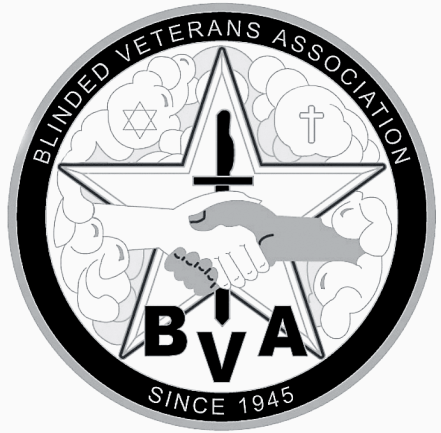 BLINDED VETERANS ASSOCIATION
BVA
SINCE 1945